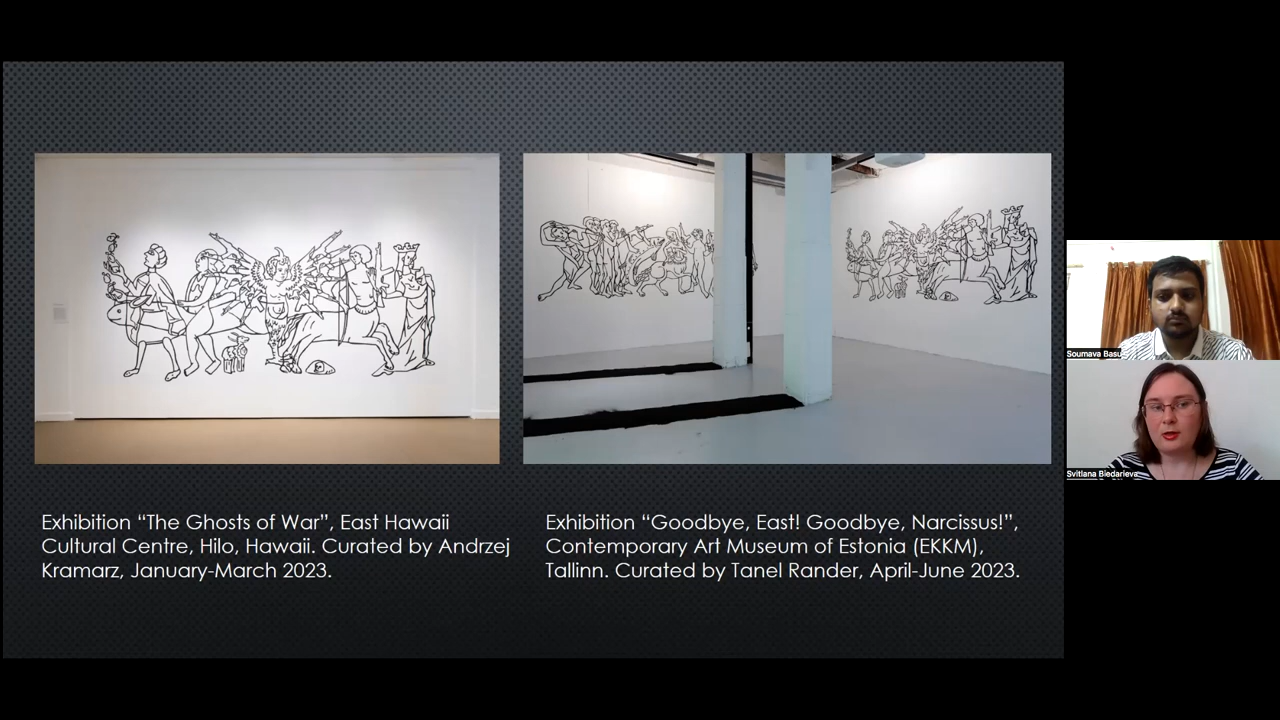 Exhibition “The Ghosts of War”, East Hawaii
Cultural Centre, Hilo, Hawaii. Curated by Andrzej
Kramarz, January-March 2023.
Exhibition “Goodbye, East! Goodbye, Narcissus!”,
Contemporary Art Museum of Estonia (EKKM),
Tallinn. Curated by Tanel Rander, April-June 2023.
Soumava Basu
Svitlana Biedarieva